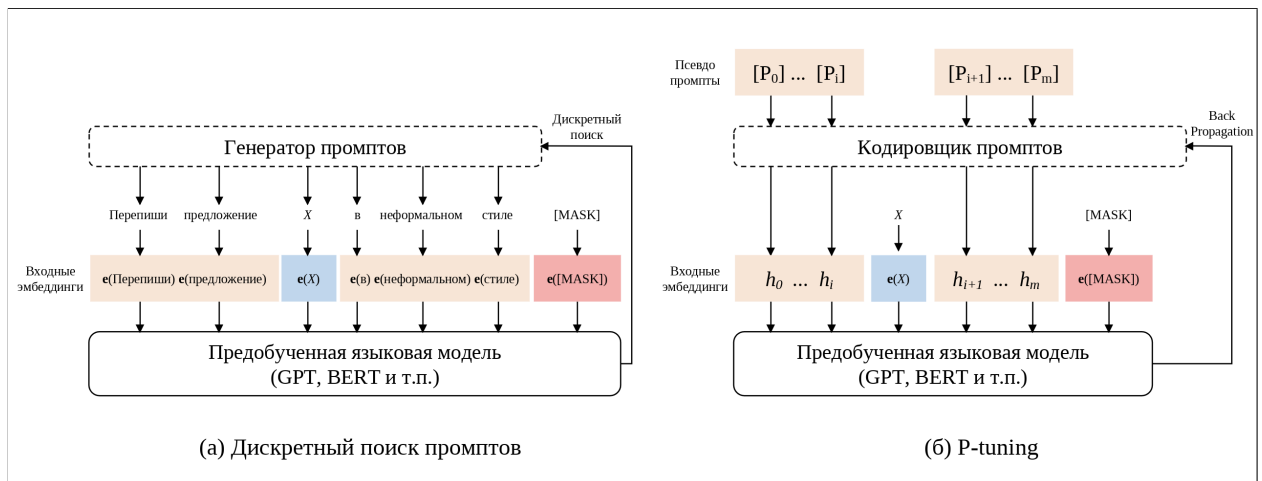 Дискретный
поиск
Генератор промптов
Перепиши предложение X в неформальном стиле [MASK]
Входные
эмбеддинги
e(Перепиши) e(предложение) e(X) e(в) e(неформальном) e(стиле) e([MASK])
Предобученная языковая модель
(GPT, BERT и т.п.)
(а) Дискретный поиск промптов
Псевдо
промпты
[P0] ... [Pi] [Pi+1] ... [Pm]
Back
Propagation
Кодировщик промптов
X [MASK]
Входные
эмбеддинги
h0 ... hi e(X) hi+1 ... hm e([MASK])
Предобученная языковая модель
(GPT, BERT и т.п.)
(б) P-tuning